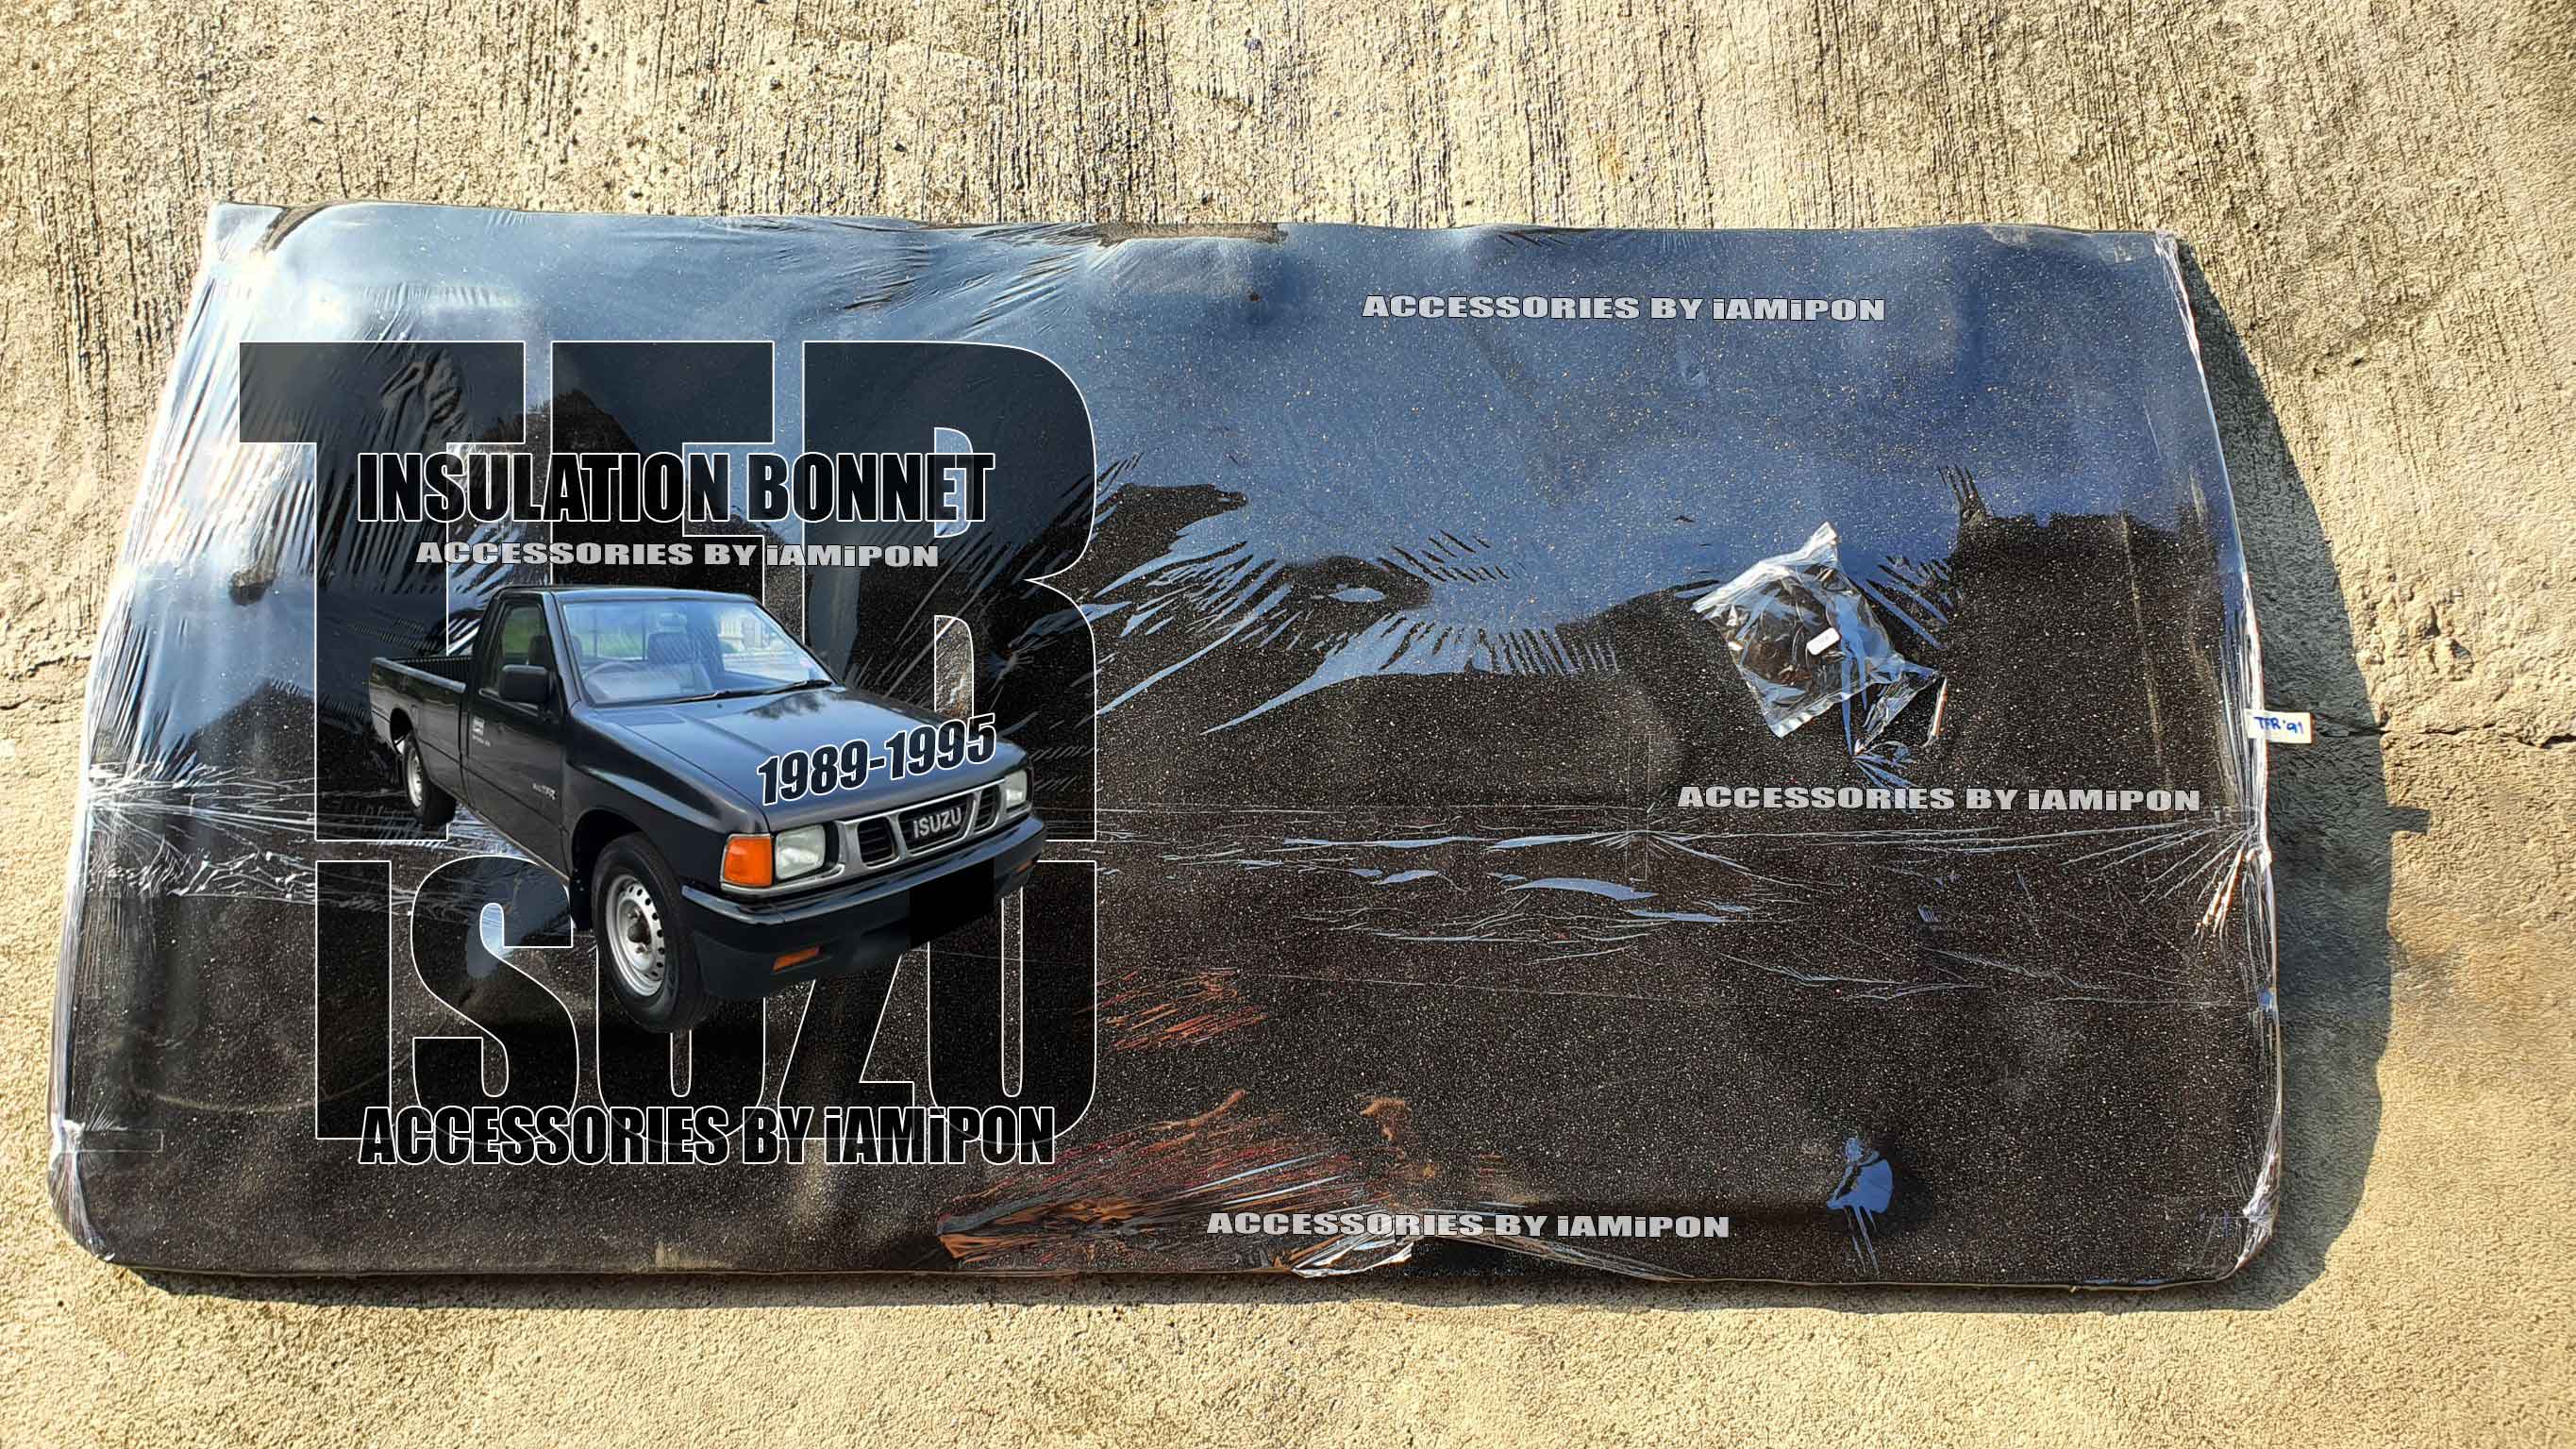 ACCESSORIES BY iAMiPON
TFR
INSULATION BONNET
ACCESSORIES BY iAMiPON
1989-1995
ISUZU
TFR'91
ACCESSORIES BY iAMiPON
iSUZU
ACCESSORIES BY iAMiPON
ACCESSORIES BY iAMiPON